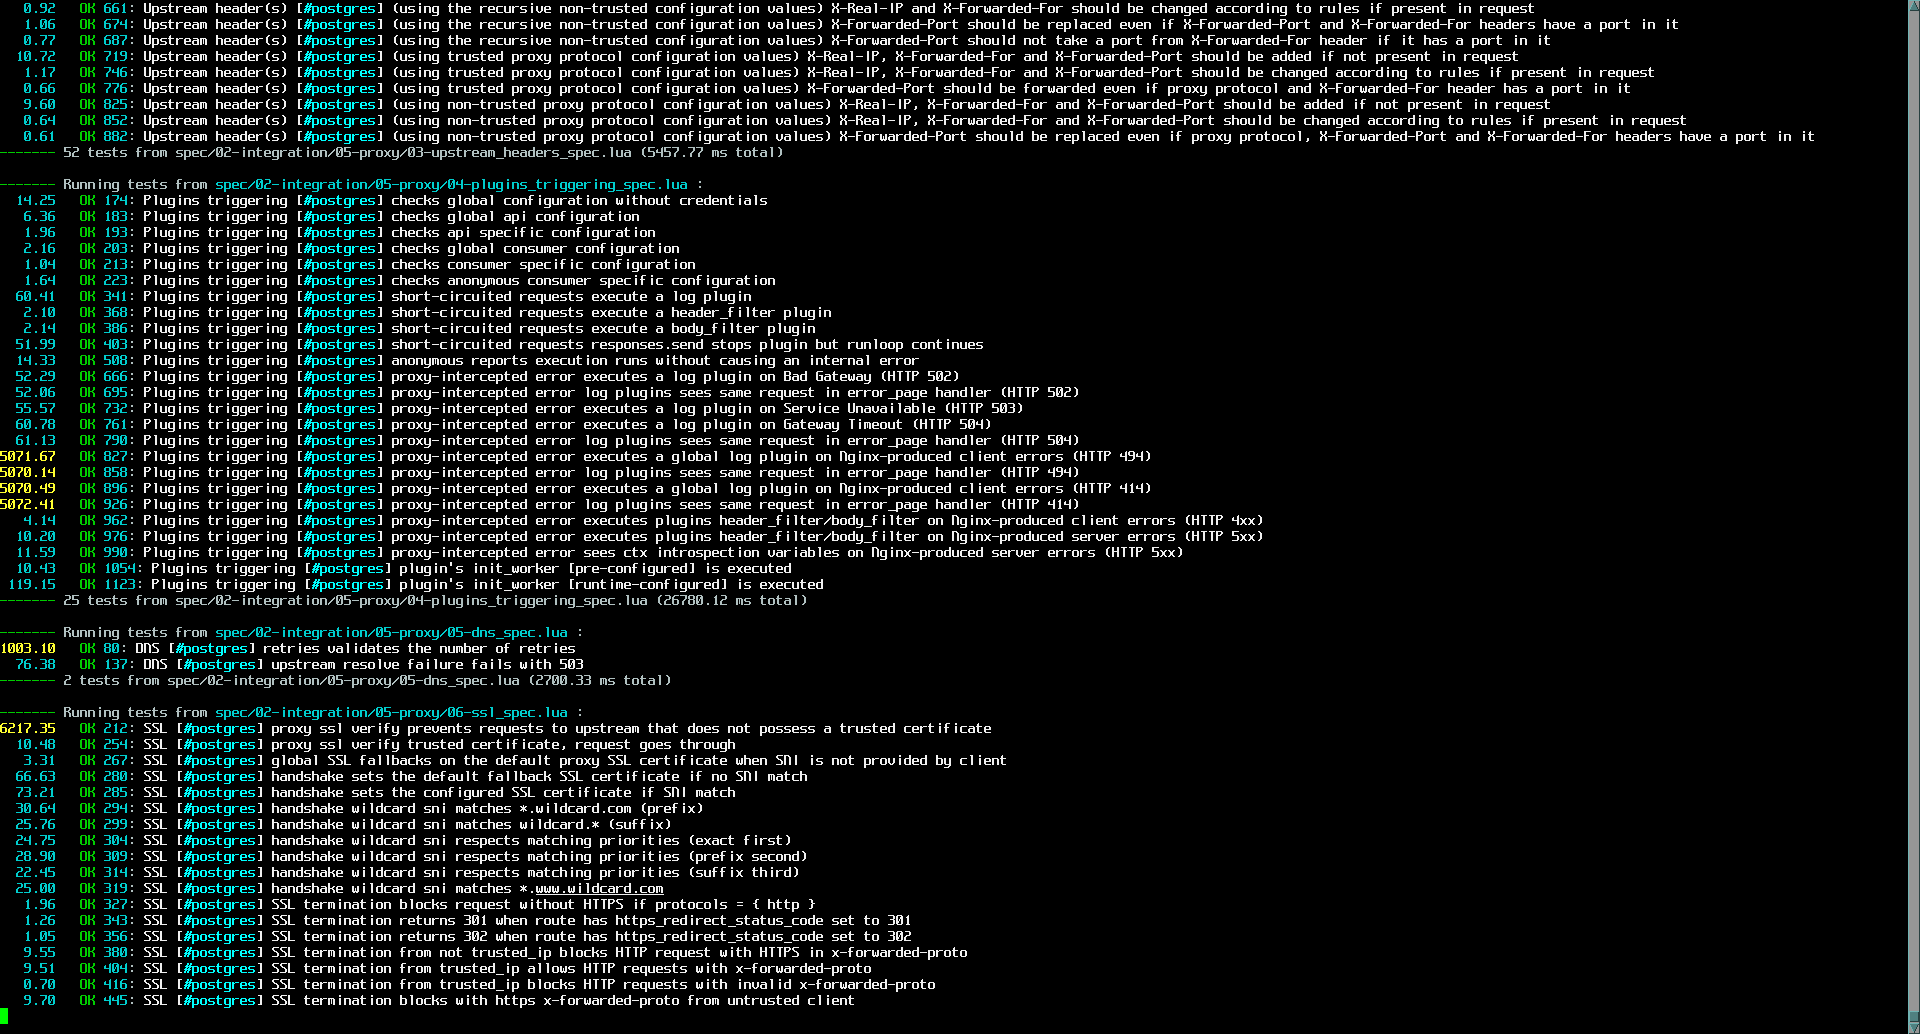 0.92 OK 661: Upstream header(s) [#postgres] (using the recursive non-trusted configuration values) X-Real-IP and X-Forwarded-For should be changed according to rules if present in request
1.06 OK 674: Upstream header(s) [#postgres] (using the recursive non-trusted configuration values) X-Forwarded-Port should be replaced even if X-Forwarded-Port and X-Forwarded-For headers have a port in it
0.77 OK 687: Upstream header(s) [#postgres] (using the recursive non-trusted configuration values) X-Forwarded-Port should not take a port from X-Forwarded-For header if it has a port in it
10.72 OK 719: Upstream header(s) [#postgres] (using trusted proxy protocol configuration values) X-Real-IP, X-Forwarded-For and X-Forwarded-Port should be added if not present in request
1.17 OK 746: Upstream header(s) [#postgres] (using trusted proxy protocol configuration values) X-Real-IP, X-Forwarded-For and X-Forwarded-Port should be changed according to rules if present in request
0.66 OK 776: Upstream header(s) [#postgres] (using trusted proxy protocol configuration values) X-Forwarded-Port should be forwarded even if proxy protocol and X-Forwarded-For header has a port in it
9.60 OK 825: Upstream header(s) [#postgres] (using non-trusted proxy protocol configuration values) X-Real-IP, X-Forwarded-For and X-Forwarded-Port should be added if not present in request
0.64 OK 852: Upstream header(s) [#postgres] (using non-trusted proxy protocol configuration values) X-Real-IP, X-Forwarded-For and X-Forwarded-Port should be changed according to rules if present in request
0.61 OK 882: Upstream header(s) [#postgres] (using non-trusted proxy protocol configuration values) X-Forwarded-Port should be replaced even if proxy protocol, X-Forwarded-Port and X-Forwarded-For headers have a port in it
------- 52 tests from spec/02-integration/05-proxy/03-upstream_headers_spec.lua (5457.77 ms total)
------- Running tests from spec/02-integration/05-proxy/04-plugins_triggering_spec.lua :
14.25 OK 174: Plugins triggering [#postgres] checks global configuration without credentials
6.36 OK 183: Plugins triggering [#postgres] checks global api configuration
1.96 OK 193: Plugins triggering [#postgres] checks api specific configuration
2.16 OK 203: Plugins triggering [#postgres] checks global consumer configuration
1.04 OK 213: Plugins triggering [#postgres] checks consumer specific configuration
1.64 OK 223: Plugins triggering [#postgres] checks anonymous consumer specific configuration
60.41 OK 341: Plugins triggering [#postgres] short-circuited requests execute a log plugin
2.10 OK 368: Plugins triggering [#postgres] short-circuited requests execute a header_filter plugin
2.14 OK 386: Plugins triggering [#postgres] short-circuited requests execute a body_filter plugin
51.99 OK 403: Plugins triggering [#postgres] short-circuited requests responses.send stops plugin but runloop continues
14.33 OK 508: Plugins triggering [#postgres] anonymous reports execution runs without causing an internal error
52.29 OK 666: Plugins triggering [#postgres] proxy-intercepted error executes a log plugin on Bad Gateway (HTTP 502)
52.06 OK 695: Plugins triggering [#postgres] proxy-intercepted error log plugins sees same request in error_page handler (HTTP 502)
55.57 OK 732: Plugins triggering [#postgres] proxy-intercepted error executes a log plugin on Service Unavailable (HTTP 503)
60.78 OK 761: Plugins triggering [#postgres] proxy-intercepted error executes a log plugin on Gateway Timeout (HTTP 504)
61.13 OK 790: Plugins triggering [#postgres] proxy-intercepted error log plugins sees same request in error_page handler (HTTP 504)
5071.67 OK 827: Plugins triggering [#postgres] proxy-intercepted error executes a global log plugin on Nginx-produced client errors (HTTP 494)
5070.14 OK 858: Plugins triggering [#postgres] proxy-intercepted error log plugins sees same request in error_page handler (HTTP 494)
5070.49 OK 896: Plugins triggering [#postgres] proxy-intercepted error executes a global log plugin on Nginx-produced client errors (HTTP 414)
5072.41 OK 926: Plugins triggering [#postgres] proxy-intercepted error log plugins sees same request in error_page handler (HTTP 414)
4.14 OK 962: Plugins triggering [#postgres] proxy-intercepted error executes plugins header_filter/body_filter on Nginx-produced client errors (HTTP 4xx)
10.20 OK 976: Plugins triggering [#postgres] proxy-intercepted error executes plugins header_filter/body_filter on Nginx-produced server errors (HTTP 5xx)
11.59 OK 990: Plugins triggering [#postgres] proxy-intercepted error sees ctx introspection variables on Nginx-produced server errors (HTTP 5xx)
10.43 OK 1054: Plugins triggering [#postgres] plugin's init_worker [pre-configured] is executed
119.15 OK 1123: Plugins triggering [#postgres] plugin's init_worker [runtime-configured] is executed
------- 25 tests from spec/02-integration/05-proxy/04-plugins_triggering_spec.lua (26780.12 ms total)
------- Running tests from spec/02-integration/05-proxy/05-dns_spec.lua :
1003.10 OK 80: DNS [#postgres] retries validates the number of retries
76.38 OK 137: DNS [#postgres] upstream resolve failure fails with 503
------- 2 tests from spec/02-integration/05-proxy/05-dns_spec.lua (2700.33 ms total)
------- Running tests from spec/02-integration/05-proxy/06-ssl_spec.lua :
6217.35 OK 212: SSL [#postgres] proxy ssl verify prevents requests to upstream that does not possess a trusted certificate
10.48 OK 254: SSL [#postgres] proxy ssl verify trusted certificate, request goes through
3.31 OK 267: SSL [#postgres] global SSL fallbacks on the default proxy SSL certificate when SNI is not provided by client
66.63 OK 280: SSL [#postgres] handshake sets the default fallback SSL certificate if no SNI match
73.21 OK 285: SSL [#postgres] handshake sets the configured SSL certificate if SNI match
30.64 OK 294: SSL [#postgres] handshake wildcard sni matches *.wildcard.com (prefix)
25.76 OK 299: SSL [#postgres] handshake wildcard sni matches wildcard.* (suffix)
24.75 OK 304: SSL [#postgres] handshake wildcard sni respects matching priorities (exact first)
28.90 OK 309: SSL [#postgres] handshake wildcard sni respects matching priorities (prefix second)
22.45 OK 314: SSL [#postgres] handshake wildcard sni respects matching priorities (suffix third)
25.00 OK 319: SSL [#postgres] handshake wildcard sni matches *.www.wildcard.com
1.96 OK 327: SSL [#postgres] SSL termination blocks request without HTTPS if protocols = { http }
1.26 OK 343: SSL [#postgres] SSL termination returns 301 when route has https_redirect_status_code set to 301
1.05 OK 356: SSL [#postgres] SSL termination returns 302 when route has https_redirect_status_code set to 302
9.55 OK 380: SSL [#postgres] SSL termination from not trusted_ip blocks HTTP request with HTTPS in x-forwarded-proto
9.51 OK 404: SSL [#postgres] SSL termination from trusted_ip allows HTTP requests with x-forwarded-proto
0.70 OK 416: SSL [#postgres] SSL termination from trusted_ip blocks HTTP requests with invalid x-forwarded-proto
9.70 OK 445: SSL [#postgres] SSL termination blocks with https x-forwarded-proto from untrusted client